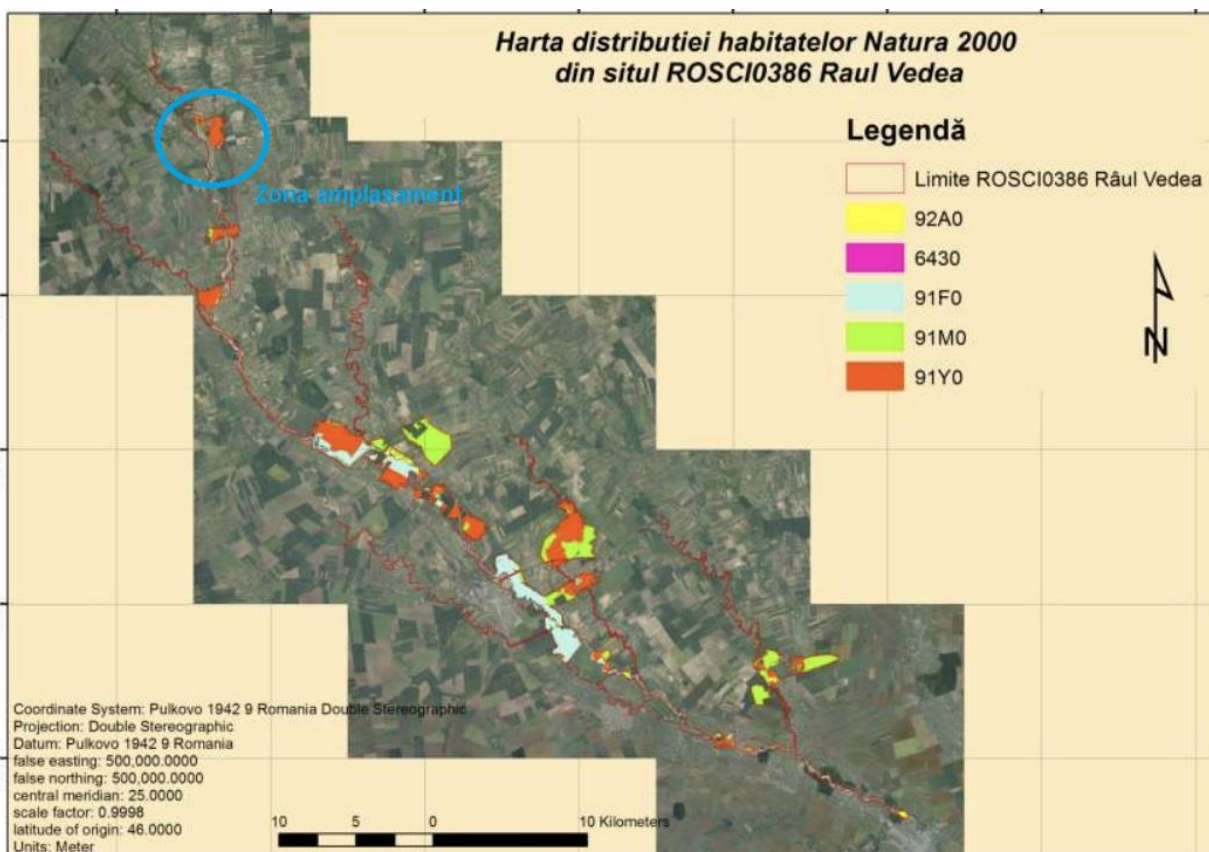 Harta distributiei habitatelor Natura 2000
din situl ROSCI0386 Raul Vedea
Zona amplasament
Legendă
Limite ROSCI0386 Râul Vedea
92A0
6430
91F0
91M0
91Y0
N
Coordinate System: Pulkovo 1942 9 Romania Double Stereographic
Projection: Double Stereographic
Datum: Pulkovo 1942 9 Romania
false easting: 500,000.0000
false northing: 500,000.0000
central meridian: 25.0000
scale factor: 0.9998
latitude of origin: 46.0000
Units: Meter
10 5 0 10 Kilometers